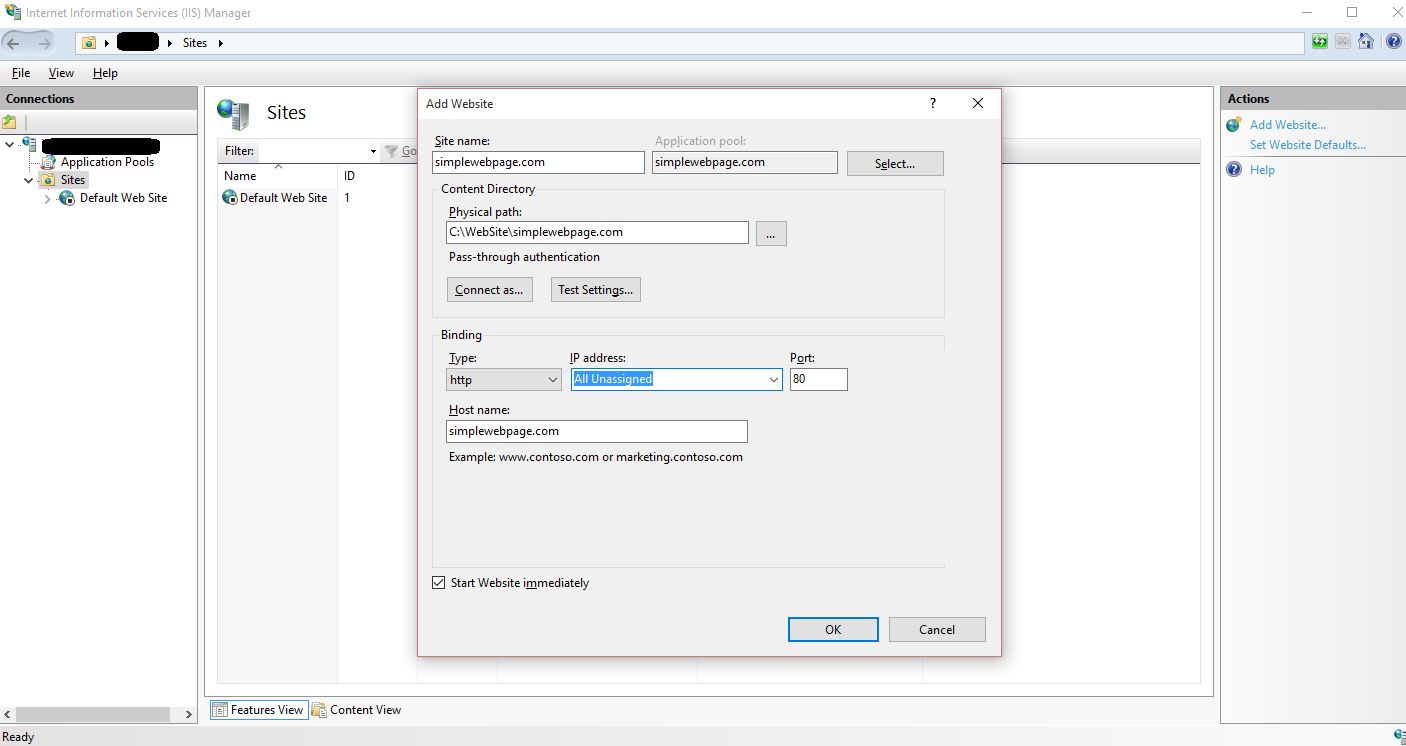 Internet Information Services (IIS) Manager
Sites
File View Help
Connections
Application Pools
Sites
Default Web Site
Sites
Filter: Go
Name ID
Default Web Site 1
Add Website ?
Site name: Application pool:
simplewebpage.com simplewebpage.com Select...
Content Directory
Physical path:
C:\WebSite\simplewebpage.com ...
Pass-through authentication
Connect as... Test Settings...
Binding
Type: IP address: Port:
http All Unassigned 80
Host name:
simplewebpage.com
Example: www.contoso.com or marketing.contoso.com
Start Website immediately
OK Cancel
Actions
Add Website...
Set Website Defaults...
? Help
Features View Content View
Ready